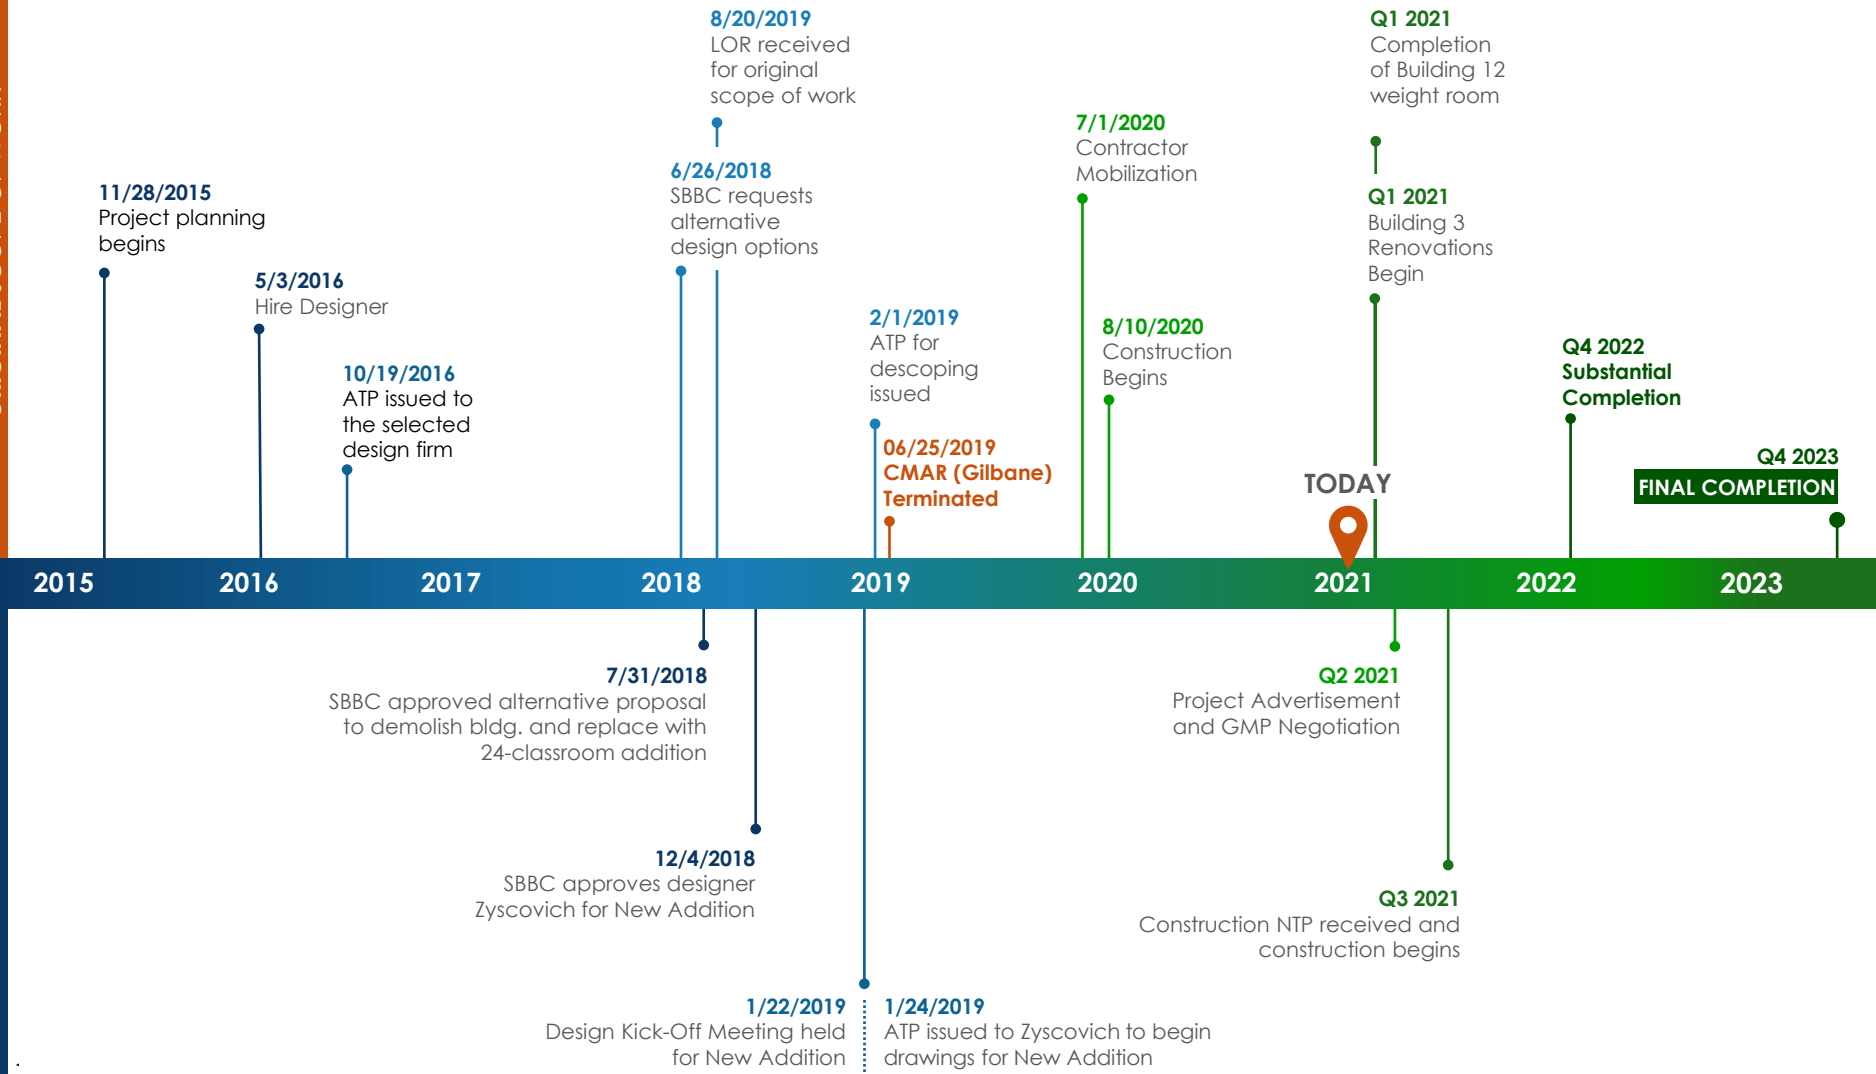 8/20/2019
LOR received
for original
scope of work
Q1 2021
Completion
of Building 12
weight room
7/1/2020
Contractor
Mobilization
6/26/2018
SBBC requests
alternative
design options
11/28/2015
Project planning
begins
Q1 2021
Building 3
Renovations
Begin
5/3/2016
Hire Designer
2/1/2019
ATP for
descoping
issued
8/10/2020
Construction
Begins
10/19/2016
ATP issued to
the selected
design firm
Q4 2022
Substantial
Completion
06/25/2019
CMAR (Gilbane)
Terminated
Q4 2023
FINAL COMPLETION
TODAY
2015 2016 2017 2018 2019 2020 2021 2022 2023
7/31/2018
SBBC approved alternative proposal
to demolish bldg. and replace with
24-classroom addition
Q2 2021
Project Advertisement
and GMP Negotiation
12/4/2018
SBBC approves designer
Zyscovich for New Addition
Q3 2021
Construction NTP received and
construction begins
1/22/2019
Design Kick-Off Meeting held
for New Addition
1/24/2019
ATP issued to Zyscovich to begin
drawings for New Addition